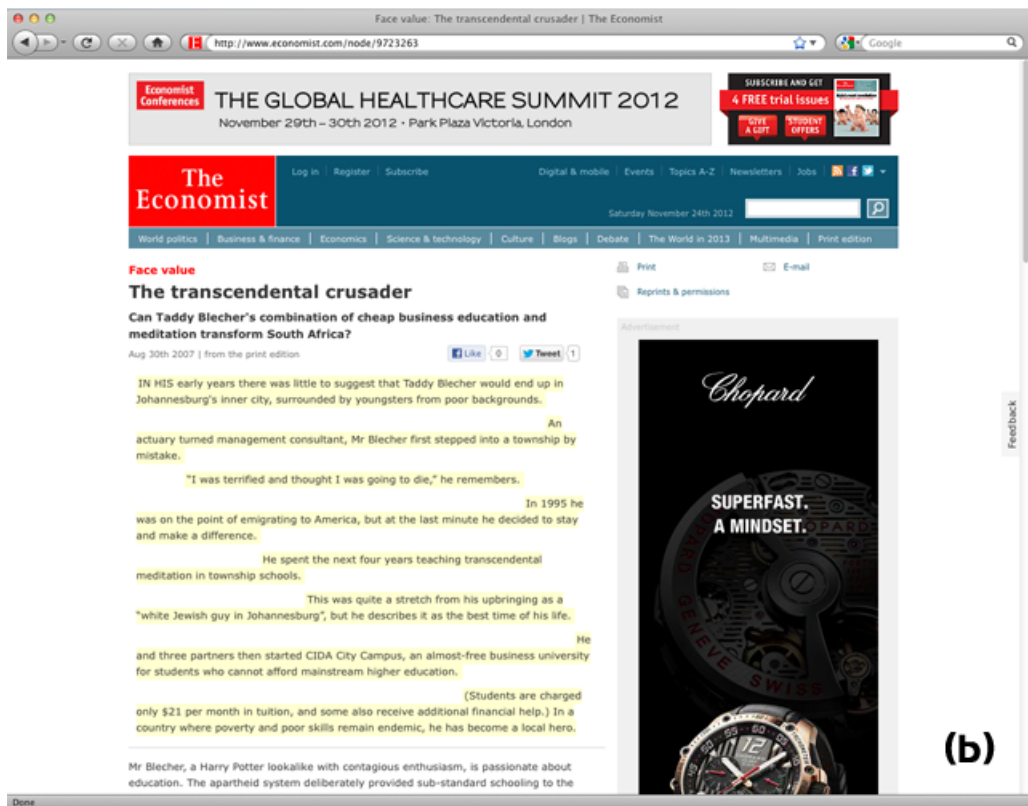 Face value: The transcendental crusader | The Economist
http://www.economist.com/node/9723263
Google
Economist
Conferences
THE GLOBAL HEALTHCARE SUMMIT 2012
November 29th – 30th 2012 • Park Plaza Victoria, London
SUBSCRIBE AND GET
4 FREE trial issues
GIVE
A GIFT
STUDENT
OFFERS
The
Economist
Log in | Register | Subscribe
Digital & mobile | Events | Topics A-Z | Newsletters | Jobs
Saturday November 24th 2012
World politics | Business & finance | Economics | Science & technology | Culture | Blogs | Debate | The World in 2013 | Multimedia | Print edition
Face value
The transcendental crusader
Can Taddy Blecher's combination of cheap business education and
meditation transform South Africa?
Aug 30th 2007 | from the print edition
Like 0
Tweet 1
IN HIS early years there was little to suggest that Taddy Blecher would end up in
Johannesburg's inner city, surrounded by youngsters from poor backgrounds.
An
actuary turned management consultant, Mr Blecher first stepped into a township by
mistake.
"I was terrified and thought I was going to die," he remembers.
In 1995 he
was on the point of emigrating to America, but at the last minute he decided to stay
and make a difference.
He spent the next four years teaching transcendental
meditation in township schools.
This was quite a stretch from his upbringing as a
"white Jewish guy in Johannesburg", but he describes it as the best time of his life.
He
and three partners then started CIDA City Campus, an almost-free business university
for students who cannot afford mainstream higher education.
(Students are charged
only $21 per month in tuition, and some also receive additional financial help.) In a
country where poverty and poor skills remain endemic, he has become a local hero.
Mr Blecher, a Harry Potter lookalike with contagious enthusiasm, is passionate about
education. The apartheid system deliberately provided sub-standard schooling to the
Print
E-mail
Reprints & permissions
Advertisement
Chopard
SUPERFAST.
A MINDSET.
CHOPARD
GENEVE
SWISS
60
05
10
15
50
55
12
Feedback
(b)
Done